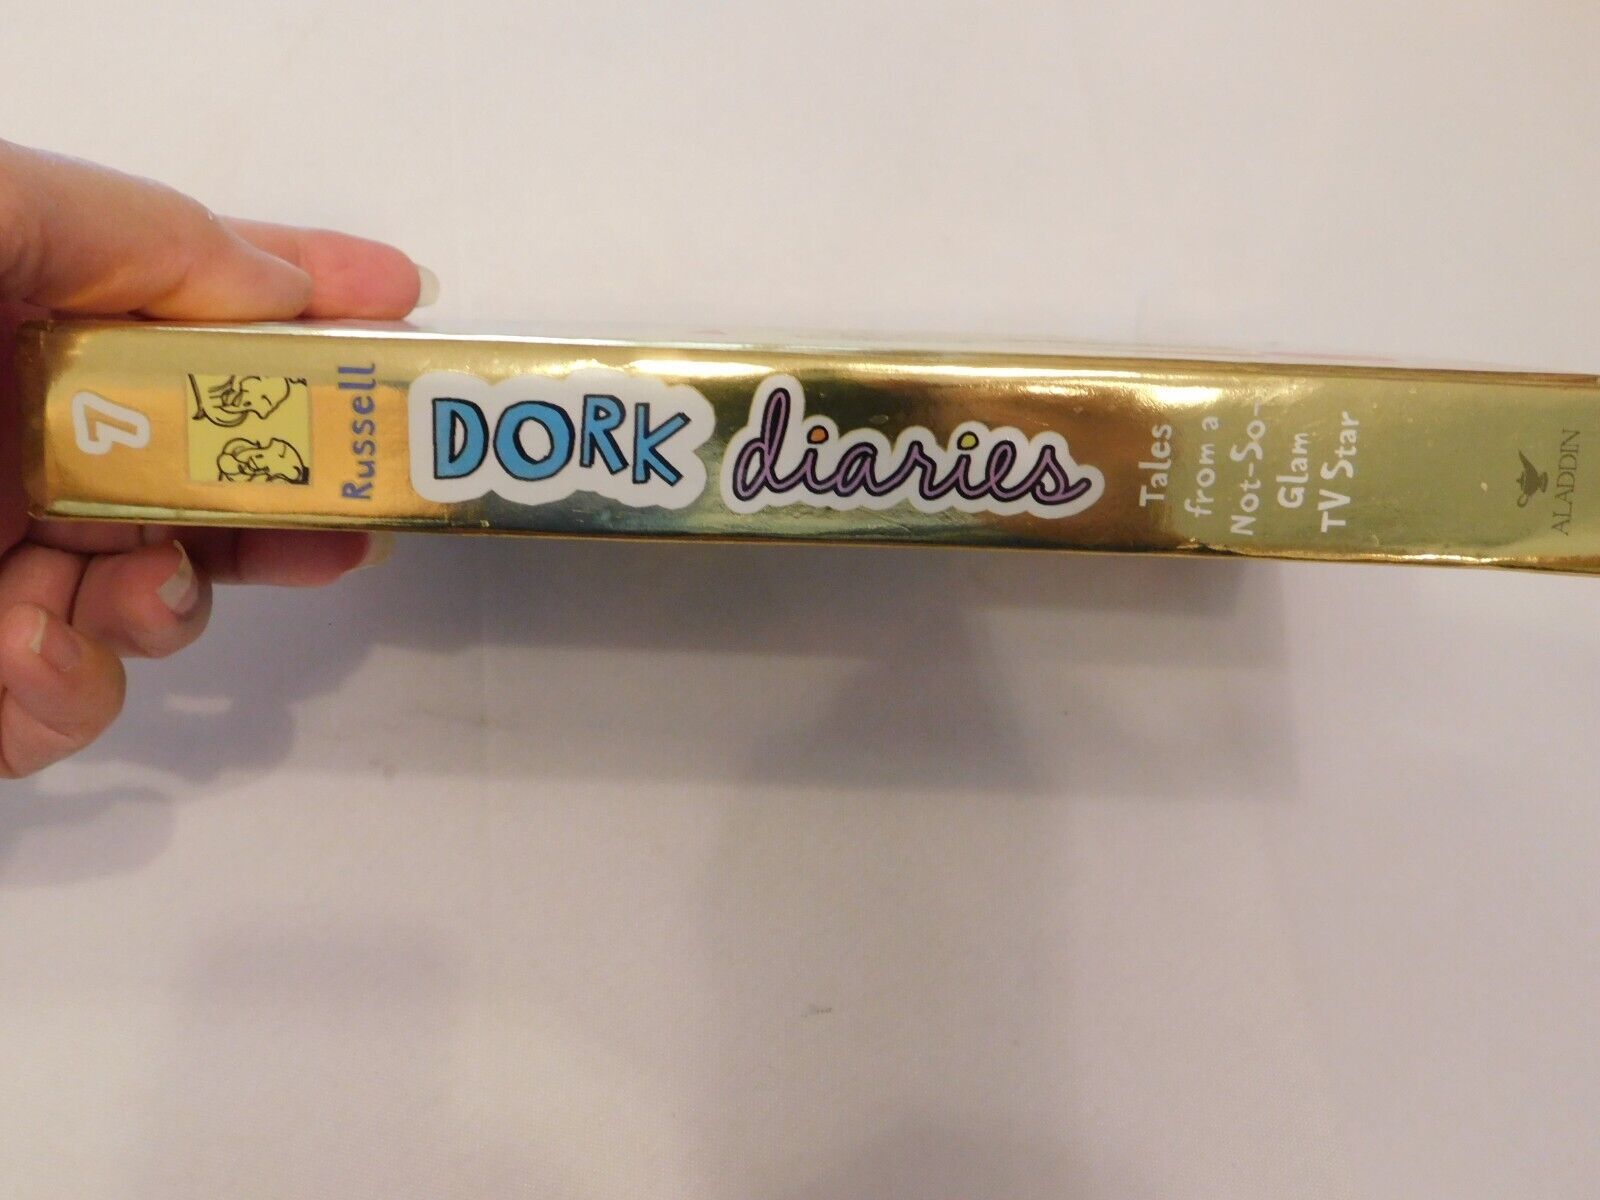 7
Russell
DORK diaries
Tales
from a
Not-So-
Glam
TV Star
ALADDIN